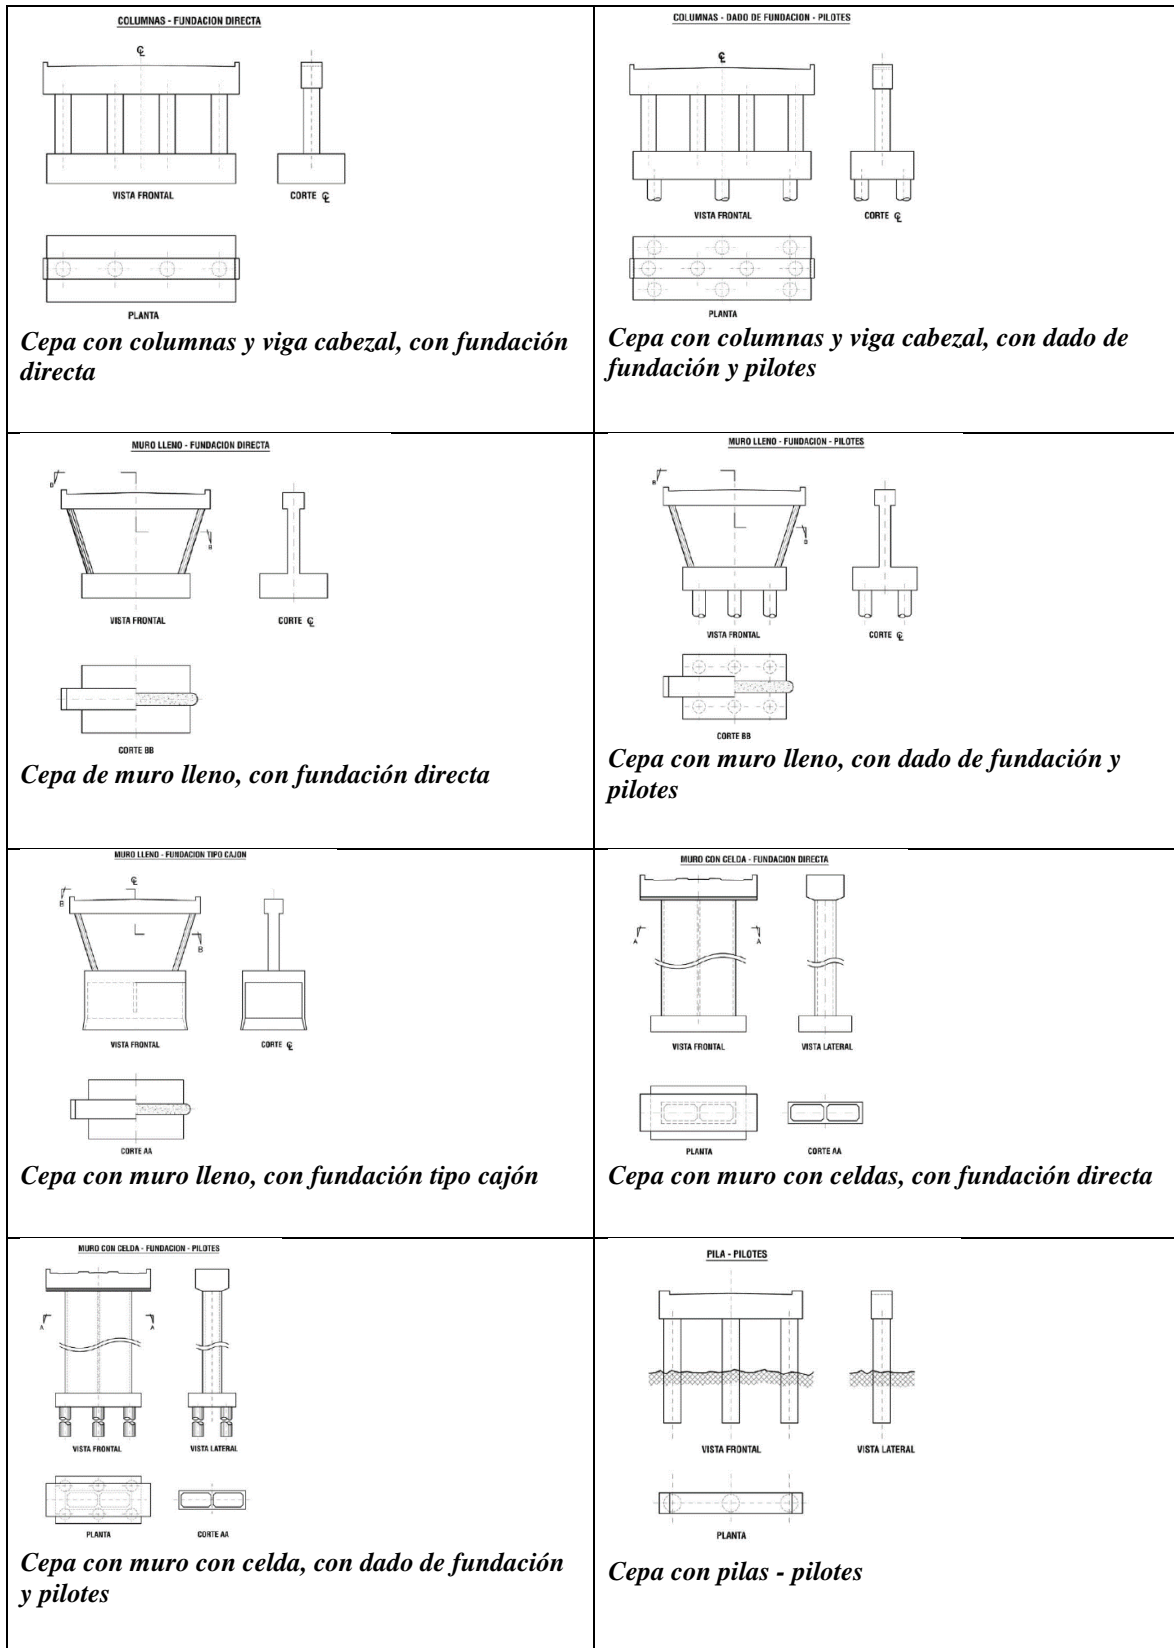 COLUMNAS - FUNDACION DIRECTA
℄
VISTA FRONTAL
CORTE ℄
PLANTA
Cepa con columnas y viga cabezal, con fundación
directa
COLUMNAS - DADO DE FUNDACION - PILOTES
℄
VISTA FRONTAL
CORTE ℄
PLANTA
Cepa con columnas y viga cabezal, con dado de
fundación y pilotes
MURO LLENO - FUNDACION DIRECTA
B
B
VISTA FRONTAL
CORTE ℄
CORTE BB
Cepa de muro lleno, con fundación directa
MURO LLENO - FUNDACION - PILOTES
B
B
VISTA FRONTAL
CORTE ℄
CORTE BB
Cepa con muro lleno, con dado de fundación y
pilotes
MURO LLENO - FUNDACION TIPO CAJON
℄
B
B
VISTA FRONTAL
CORTE ℄
CORTE AA
Cepa con muro lleno, con fundación tipo cajón
MURO CON CELDA - FUNDACION DIRECTA
A
A
VISTA FRONTAL
VISTA LATERAL
PLANTA
CORTE AA
Cepa con muro con celdas, con fundación directa
MURO CON CELDA - FUNDACION - PILOTES
A
A
VISTA FRONTAL
VISTA LATERAL
PLANTA
CORTE AA
Cepa con muro con celda, con dado de fundación
y pilotes
PILA - PILOTES
VISTA FRONTAL
VISTA LATERAL
PLANTA
Cepa con pilas - pilotes